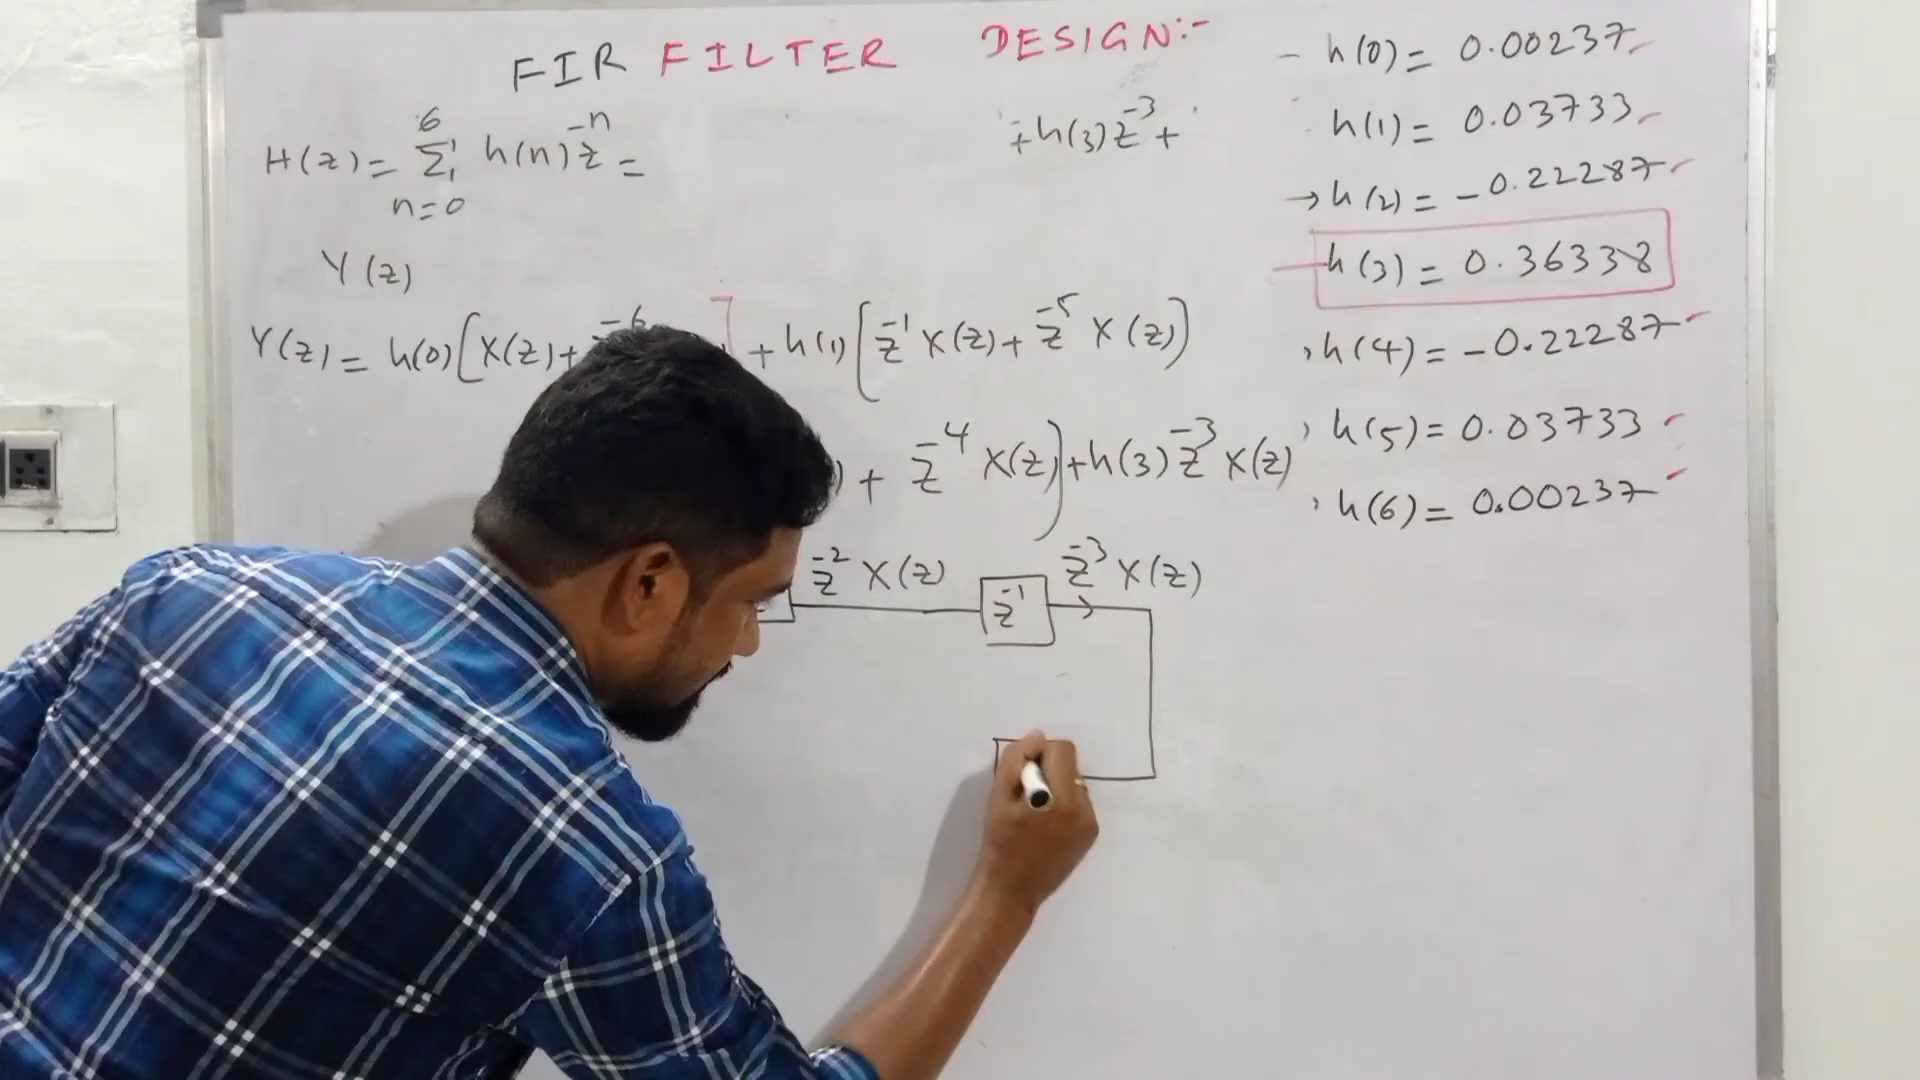 FIR FILTER DESIGN:-
H(z) = 6 Σ n=0 h(n) z^-n =
+h(3)z^-3 +
Y(z)
Y(z) = h(0)[X(z)+ z^-6 ] + h(1)[z^-1 X(z) + z^-5 X(z)]
) + z^-4 X(z)) + h(3) z^-3 X(z)
z^-2 X(z)
z^-1
z^-3 X(z)
h(0) = 0.00237
h(1) = 0.03733
→ h(2) = -0.22287
h(3) = 0.36338
h(4) = -0.22287
h(5) = 0.03733
h(6) = 0.00237